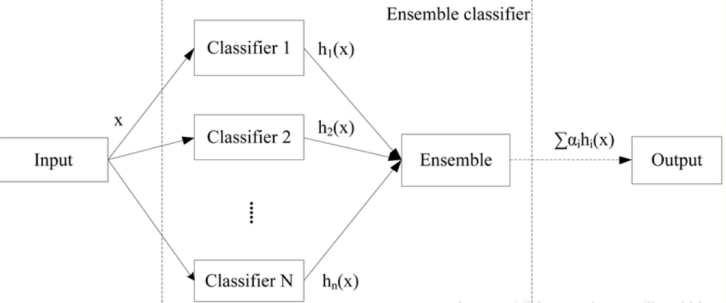 Ensemble classifier
Classifier 1
h₁(x)
x
Classifier 2
h₂(x)
Input
Ensemble
∑αᵢhᵢ(x)
Output
Classifier N
hₙ(x)